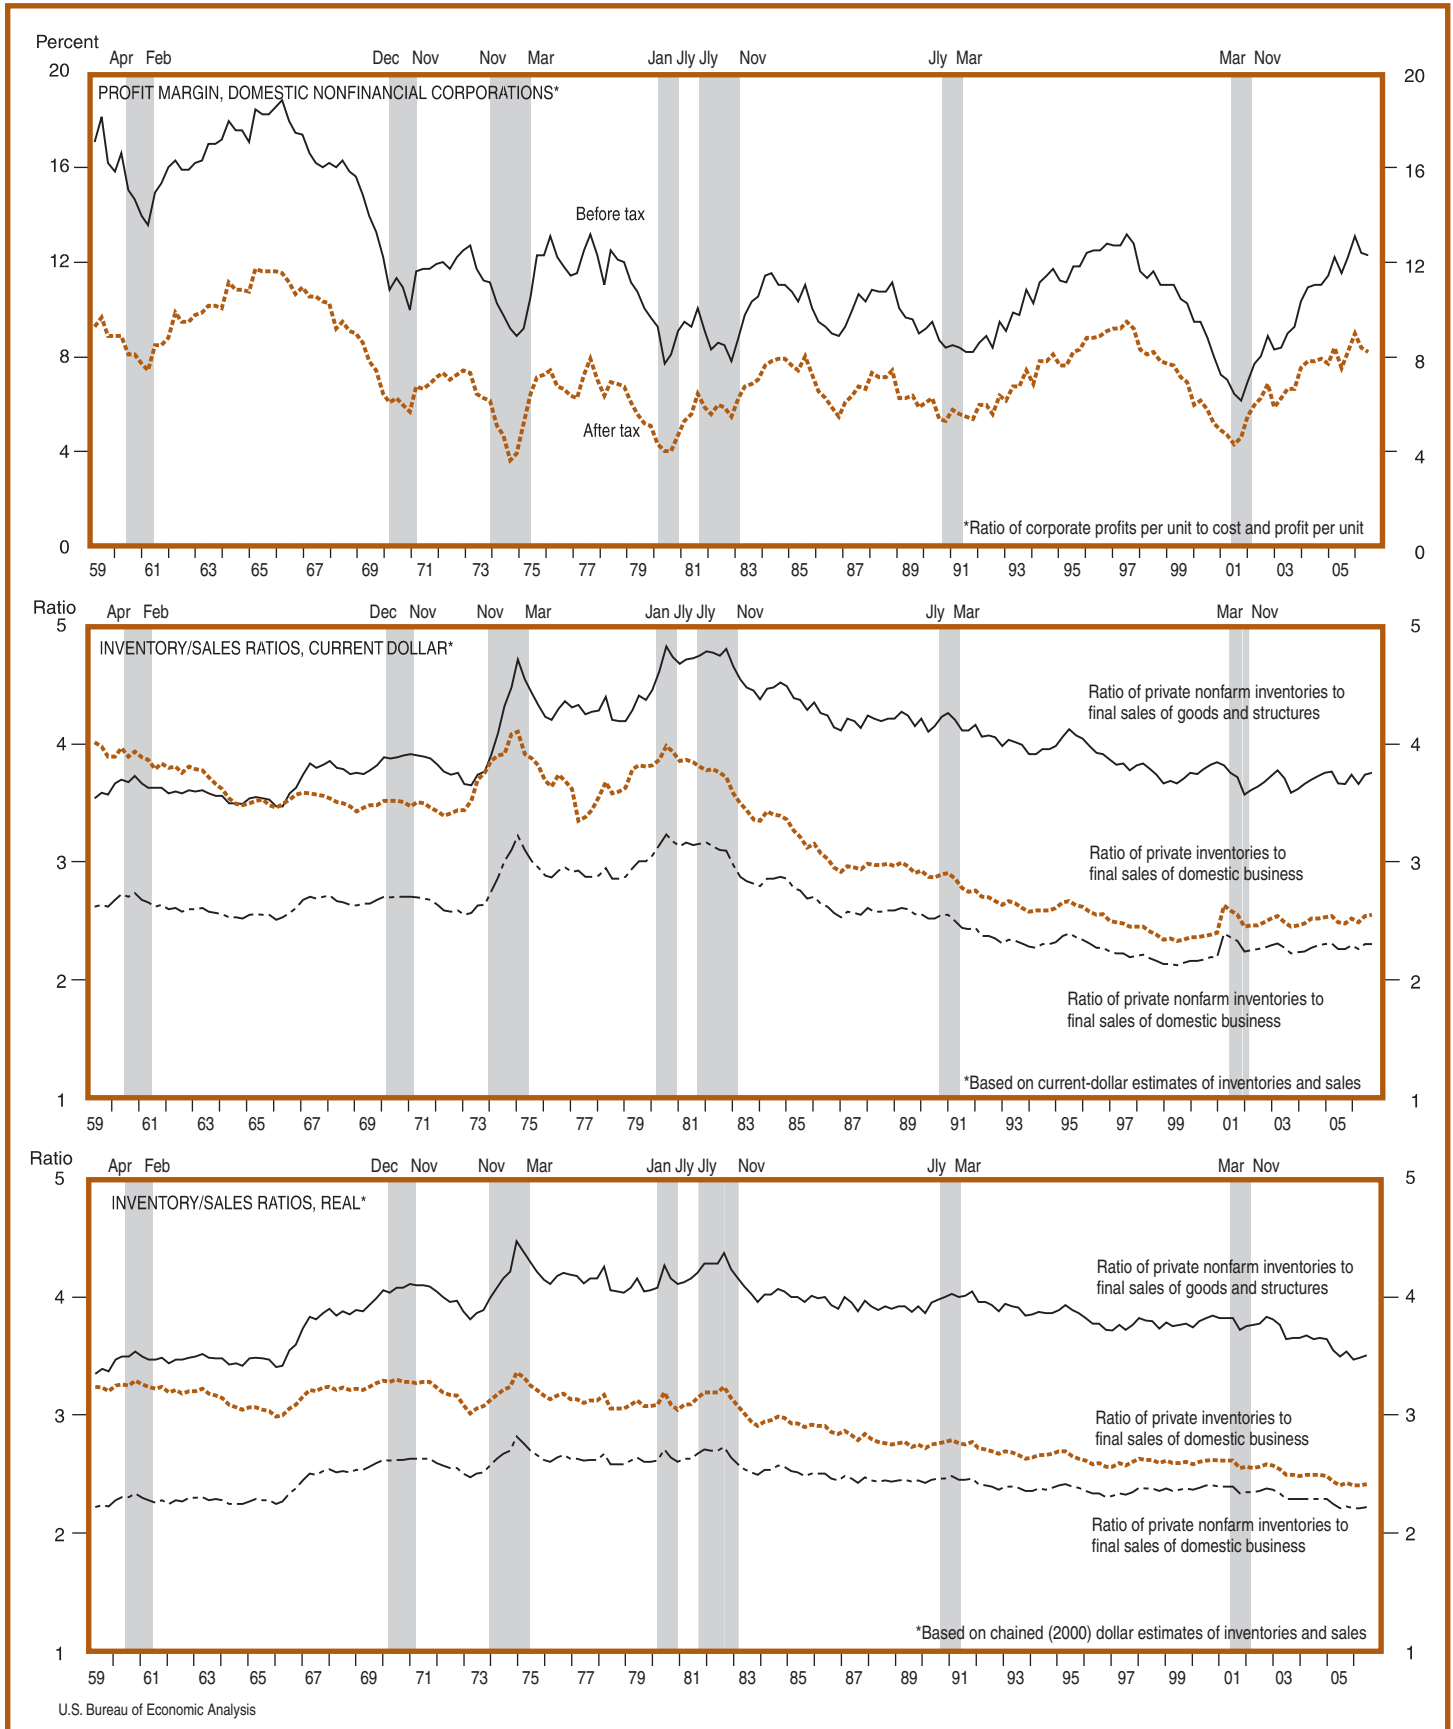 Percent
Apr Feb Dec Nov Nov Mar Jan Jly Jly Nov Jly Mar Mar Nov
20 20
PROFIT MARGIN, DOMESTIC NONFINANCIAL CORPORATIONS*
16 16
Before tax
12 12
8 8
After tax
4 4
*Ratio of corporate profits per unit to cost and profit per unit
0 0
59 61 63 65 67 69 71 73 75 77 79 81 83 85 87 89 91 93 95 97 99 01 03 05
Ratio
Apr Feb Dec Nov Nov Mar Jan Jly Jly Nov Jly Mar Mar Nov
5 5
INVENTORY/SALES RATIOS, CURRENT DOLLAR*
Ratio of private nonfarm inventories to
final sales of goods and structures
4 4
Ratio of private inventories to
final sales of domestic business
3 3
2 2
Ratio of private nonfarm inventories to
final sales of domestic business
*Based on current-dollar estimates of inventories and sales
1 1
59 61 63 65 67 69 71 73 75 77 79 81 83 85 87 89 91 93 95 97 99 01 03 05
Ratio
Apr Feb Dec Nov Nov Mar Jan Jly Jly Nov Jly Mar Mar Nov
5 5
INVENTORY/SALES RATIOS, REAL*
Ratio of private nonfarm inventories to
final sales of goods and structures
4 4
3 3
Ratio of private inventories to
final sales of domestic business
2 2
Ratio of private nonfarm inventories to
final sales of domestic business
*Based on chained (2000) dollar estimates of inventories and sales
1 1
59 61 63 65 67 69 71 73 75 77 79 81 83 85 87 89 91 93 95 97 99 01 03 05
U.S. Bureau of Economic Analysis